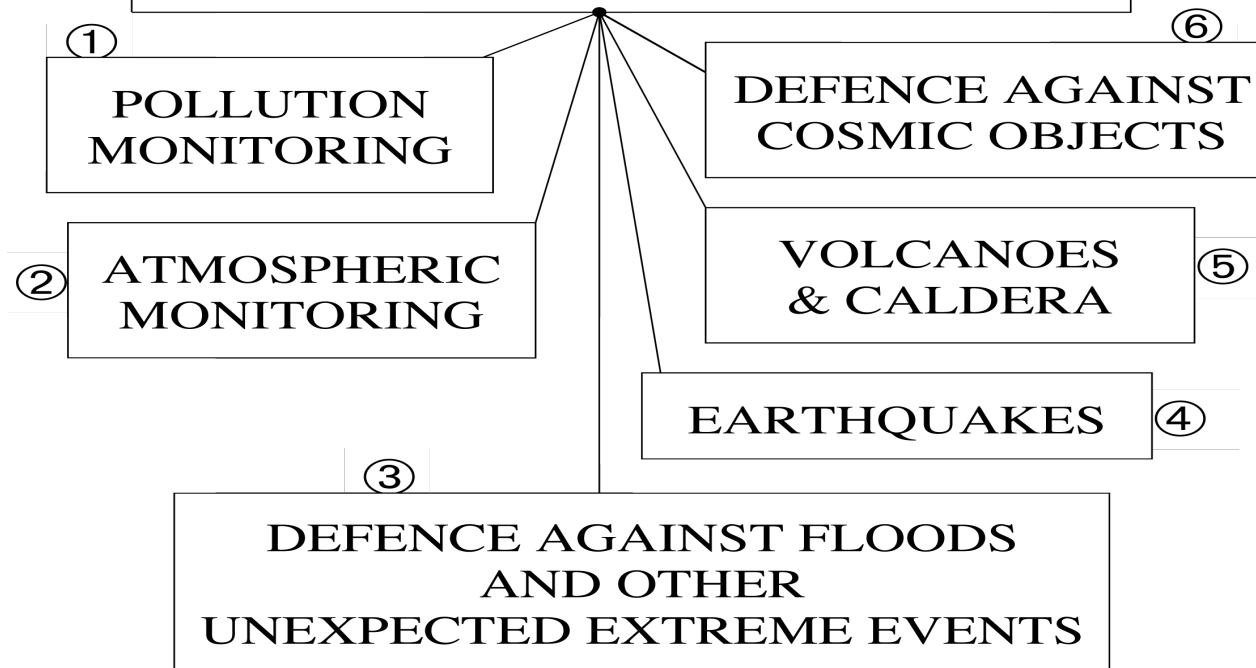 ①
POLLUTION
MONITORING
②
ATMOSPHERIC
MONITORING
③
DEFENCE AGAINST FLOODS
AND OTHER
UNEXPECTED EXTREME EVENTS
④
EARTHQUAKES
⑤
VOLCANOES
& CALDERA
⑥
DEFENCE AGAINST
COSMIC OBJECTS